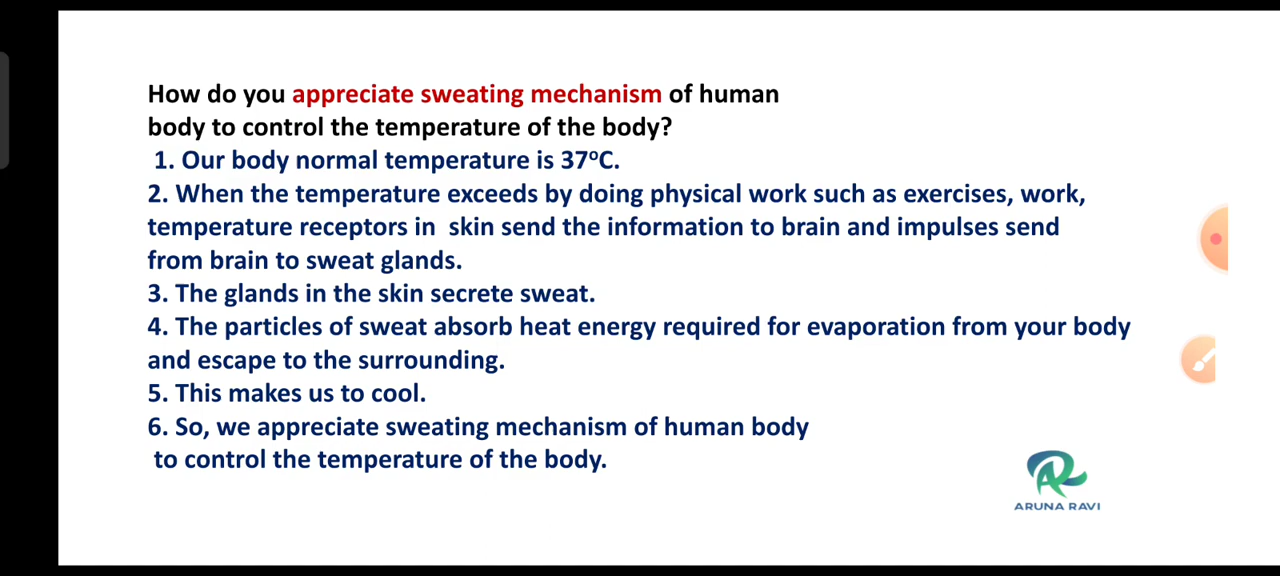 How do you appreciate sweating mechanism of human
body to control the temperature of the body?
1. Our body normal temperature is 37⁰C.
2. When the temperature exceeds by doing physical work such as exercises, work,
temperature receptors in skin send the information to brain and impulses send
from brain to sweat glands.
3. The glands in the skin secrete sweat.
4. The particles of sweat absorb heat energy required for evaporation from your body
and escape to the surrounding.
5. This makes us to cool.
6. So, we appreciate sweating mechanism of human body
to control the temperature of the body.
AR
ARUNA RAVI